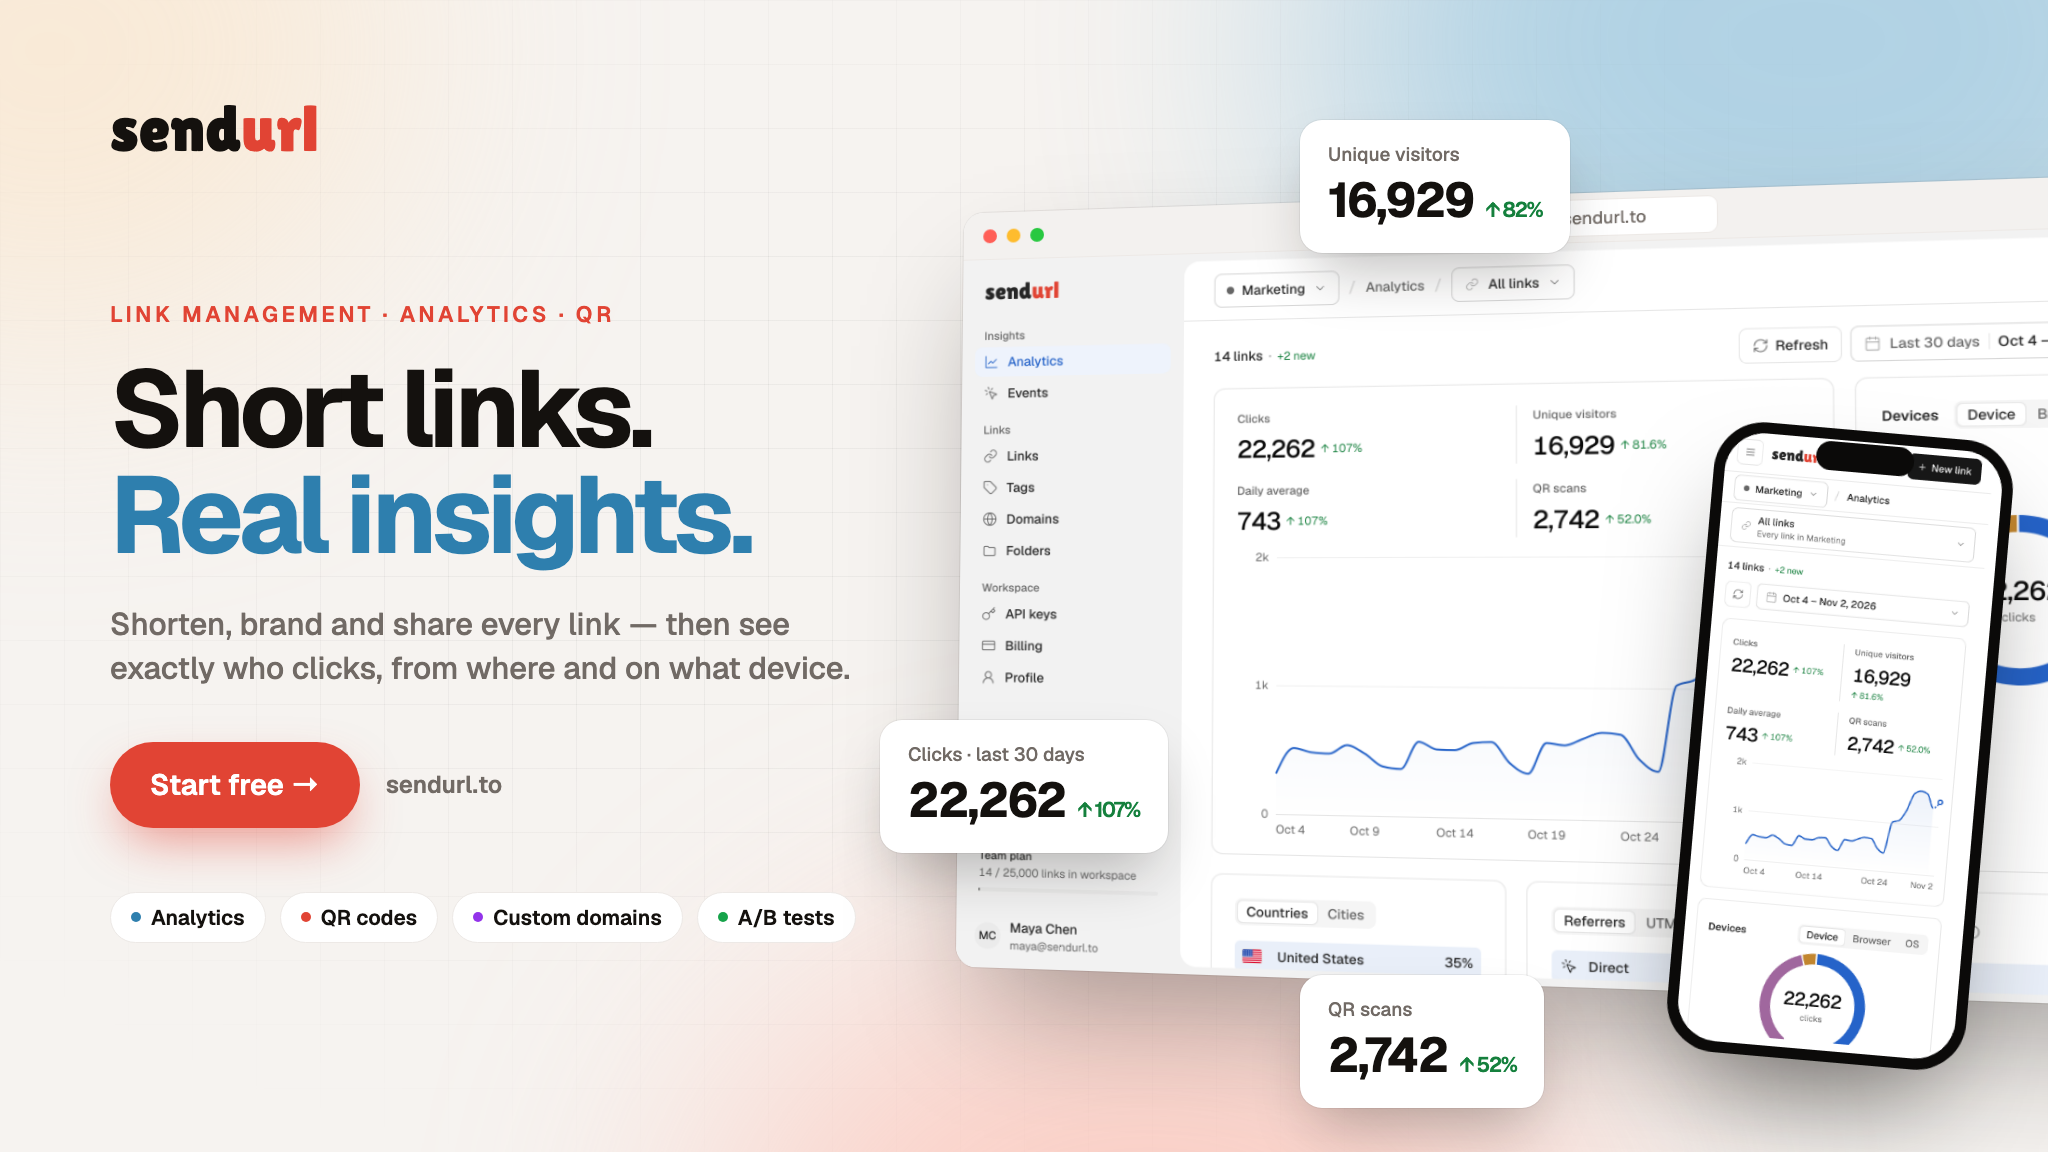 sendurl
LINK MANAGEMENT · ANALYTICS · QR
Short links.
Real insights.
Shorten, brand and share every link — then see
exactly who clicks, from where and on what device.
Start free →
sendurl.to
Analytics
QR codes
Custom domains
A/B tests
Unique visitors
16,929 ↑82%
sendurl.to
sendurl
Insights
Analytics
Events
Links
Links
Tags
Domains
Folders
Workspace
API keys
Billing
Profile
Clicks · last 30 days
22,262 ↑107%
Team plan
14 / 25,000 links in workspace
MC
Maya Chen
maya@sendurl.to
Marketing / Analytics / All links
14 links · +2 new
Refresh
Last 30 days
Oct 4 –
Clicks
22,262 ↑107%
Unique visitors
16,929 ↑81.6%
Daily average
743 ↑107%
QR scans
2,742 ↑52.0%
2k
1k
0
Oct 4 Oct 9 Oct 14 Oct 19 Oct 24
Devices
Device
Countries
Cities
United States 35%
Referrers
UTM
Direct
clicks
QR scans
2,742 ↑52%
+ New link
Marketing / Analytics
All links
Every link in Marketing
14 links · +2 new
Oct 4 – Nov 2, 2026
Clicks
22,262 ↑107%
Unique visitors
16,929
↑81.6%
Daily average
743 ↑107%
QR scans
2,742 ↑52.0%
2k
1k
0
Oct 4 Oct 14 Oct 24 Nov 2
Devices
Device Browser OS
22,262
clicks